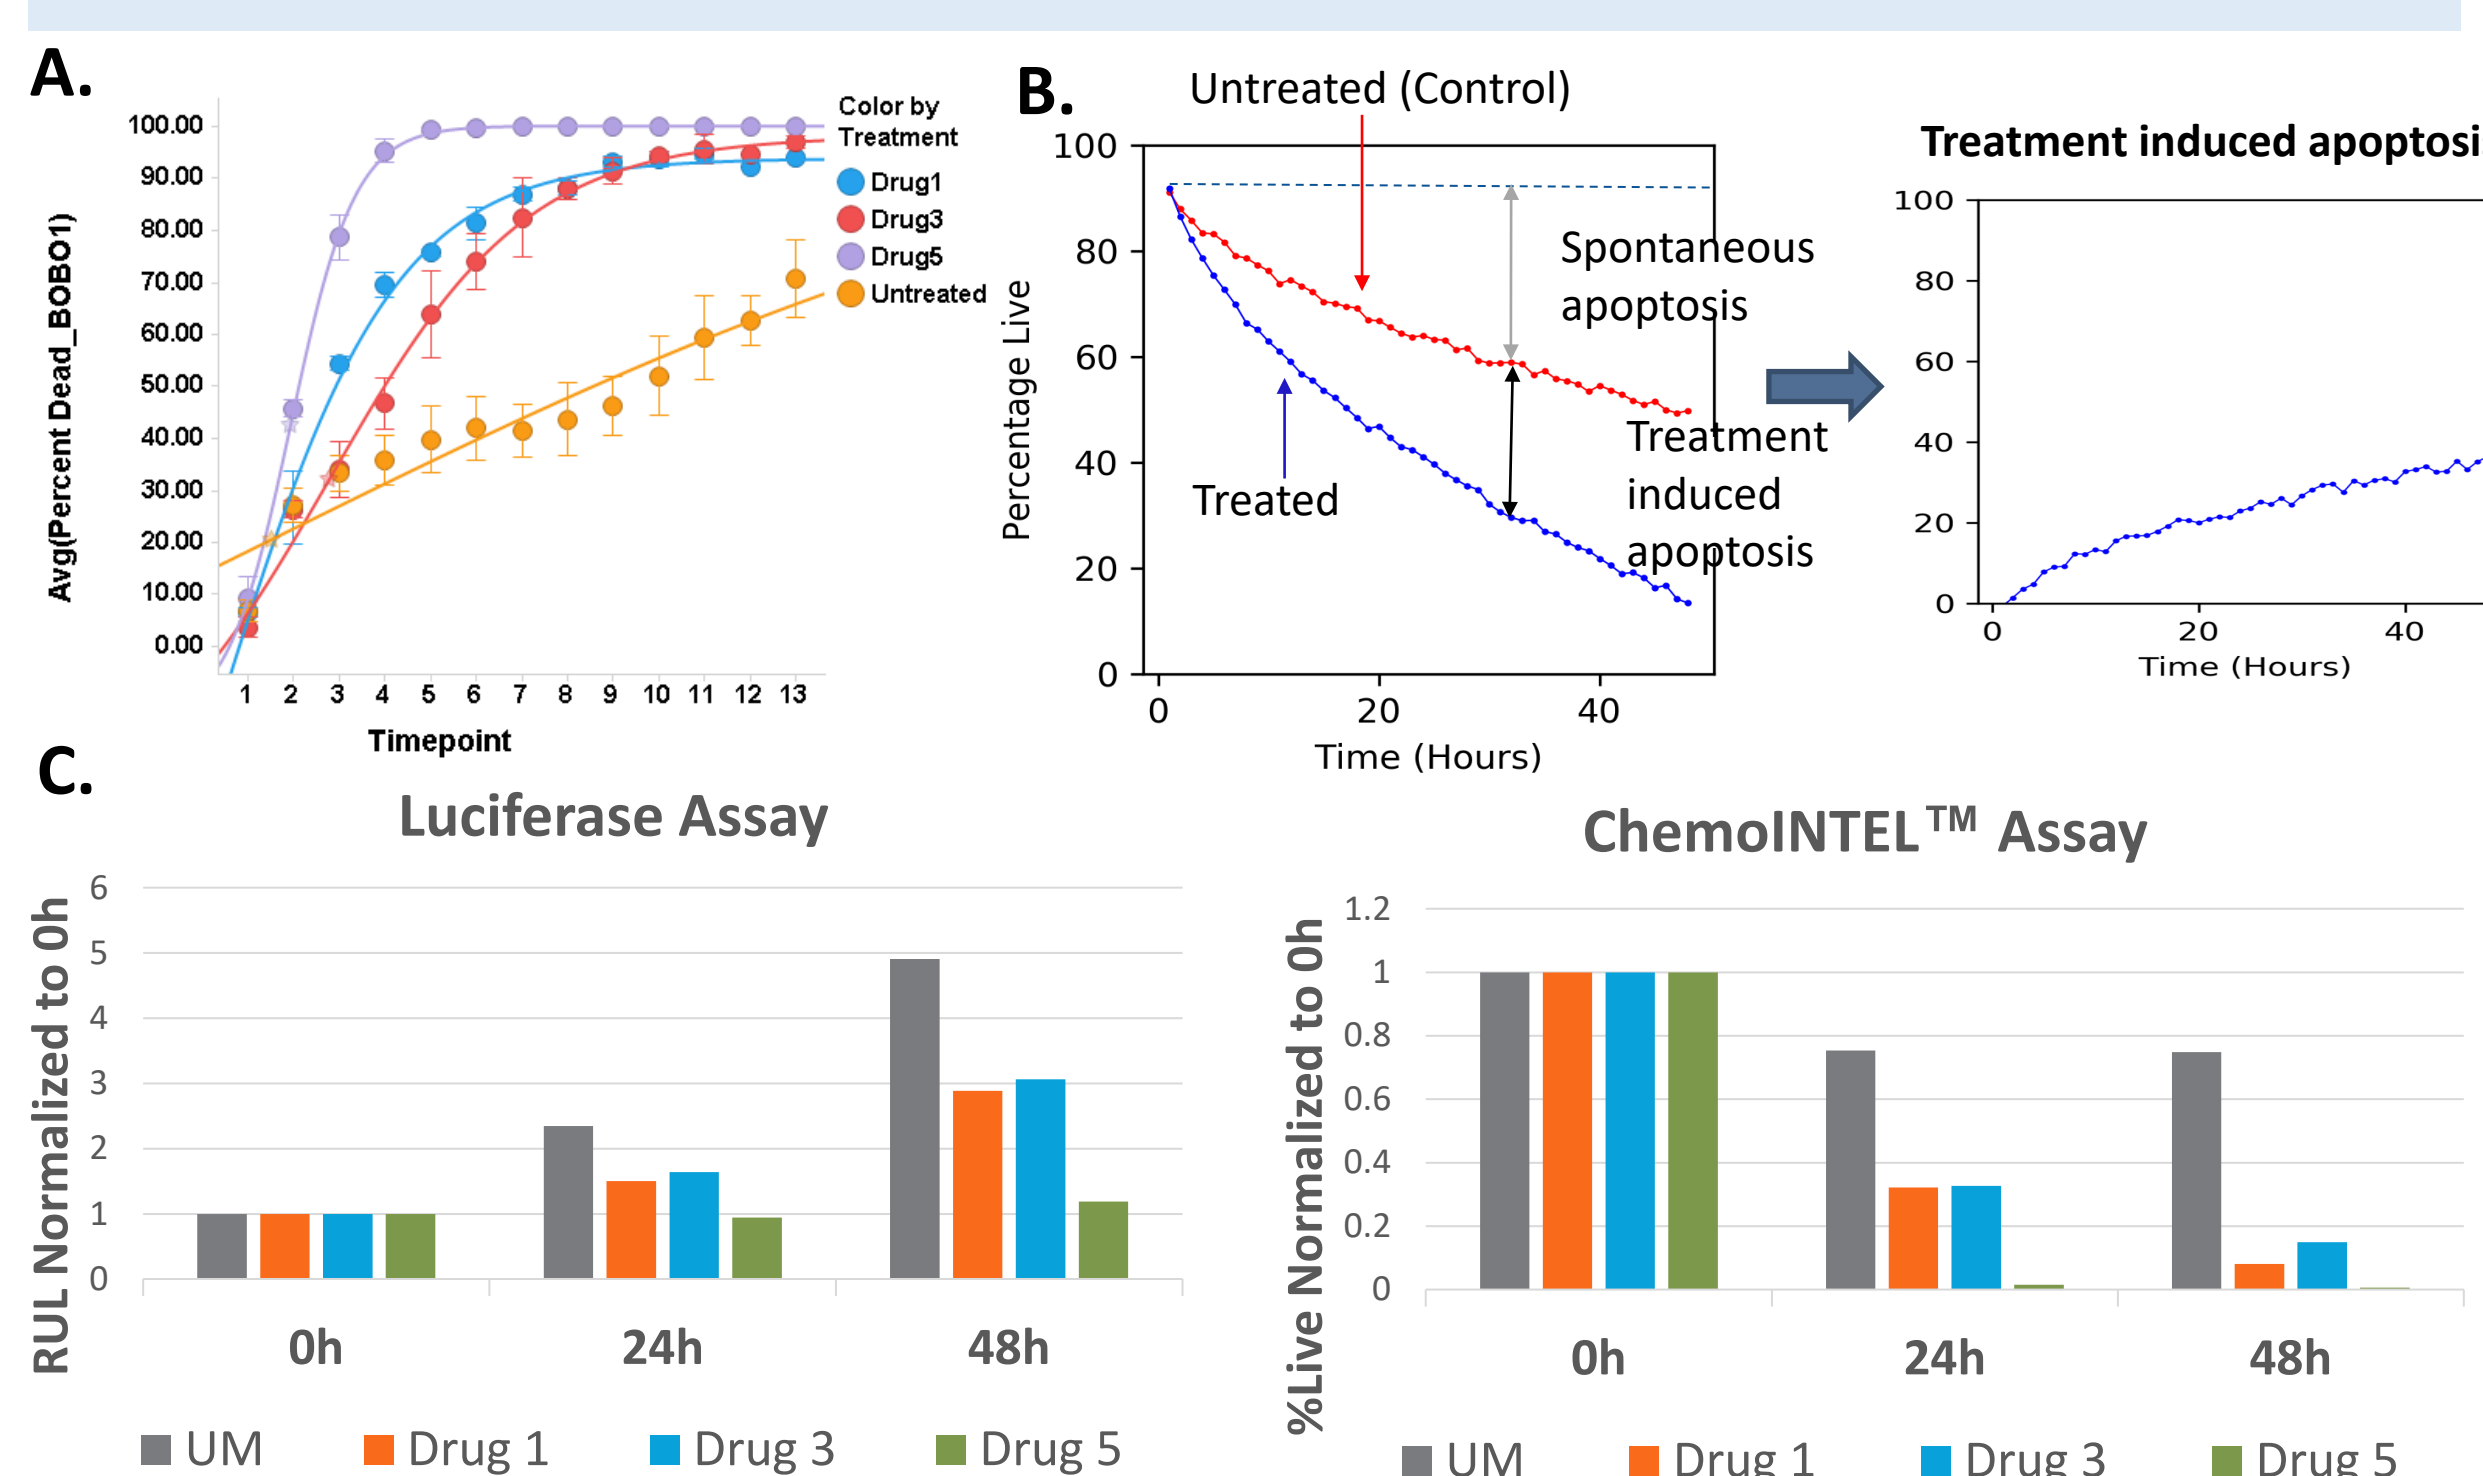 A.
100.00
90.00
80.00
70.00
60.00
50.00
40.00
30.00
20.00
10.00
0.00
Avg(Percent Dead_BOBO1)
1 2 3 4 5 6 7 8 9 10 11 12 13
Timepoint
Color by
Treatment
Drug1
Drug3
Drug5
Untreated
B.
Untreated (Control)
100
80
60
40
20
0
Percentage Live
0 20 40
Time (Hours)
Spontaneous
apoptosis
Treated
Treatment
induced
apoptosis
Treatment induced apoptosi
100
80
60
40
20
0
0 20 40
Time (Hours)
C.
Luciferase Assay
6
5
4
3
2
1
0
RUL Normalized to 0h
0h 24h 48h
UM Drug 1 Drug 3 Drug 5
ChemoINTEL™ Assay
1.2
1
0.8
0.6
0.4
0.2
0
%Live Normalized to 0h
0h 24h 48h
UM Drug 1 Drug 3 Drug 5